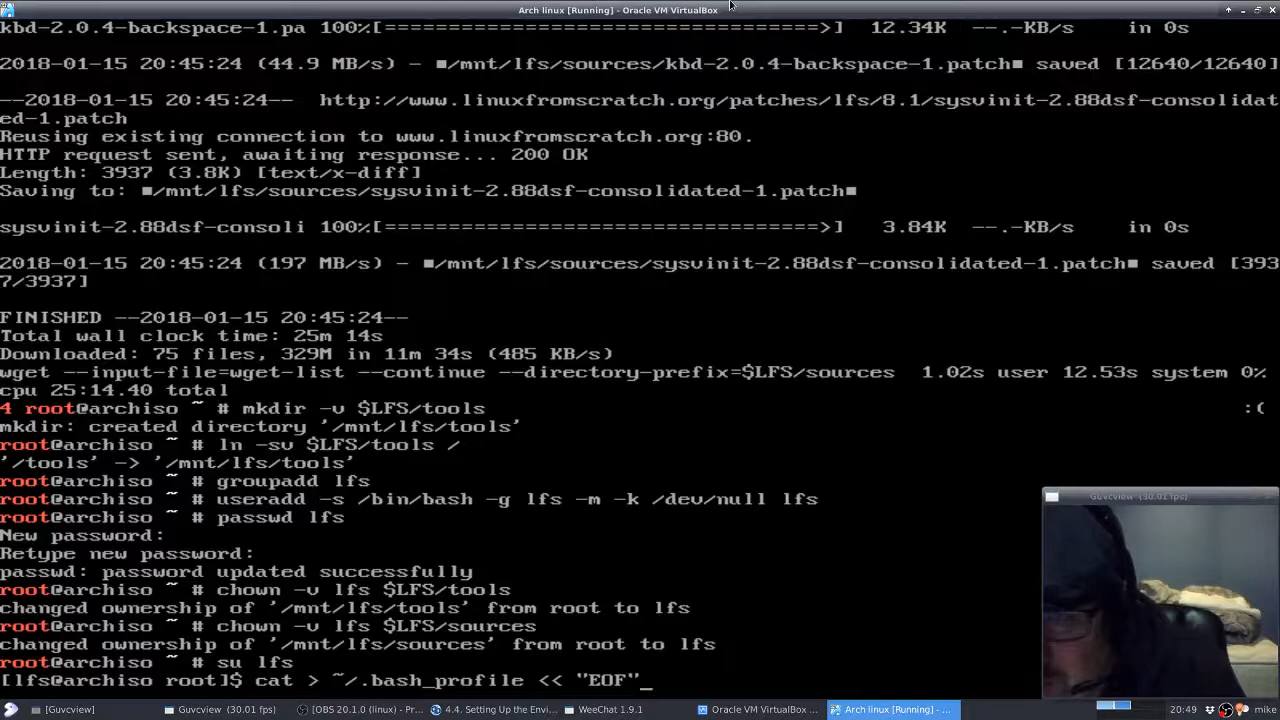 Arch linux [Running] - Oracle VM VirtualBox
kbd-2.0.4-backspace-1.pa 100%[===================================>] 12.34K --.-KB/s in 0s
2018-01-15 20:45:24 (44.9 MB/s) - ■/mnt/lfs/sources/kbd-2.0.4-backspace-1.patch■ saved [12640/12640]
--2018-01-15 20:45:24-- http://www.linuxfromscratch.org/patches/lfs/8.1/sysvinit-2.88dsf-consolidat
ed-1.patch
Reusing existing connection to www.linuxfromscratch.org:80.
HTTP request sent, awaiting response... 200 OK
Length: 3937 (3.8K) [text/x-diff]
Saving to: ■/mnt/lfs/sources/sysvinit-2.88dsf-consolidated-1.patch■
sysvinit-2.88dsf-consoli 100%[===================================>] 3.84K --.-KB/s in 0s
2018-01-15 20:45:24 (197 MB/s) - ■/mnt/lfs/sources/sysvinit-2.88dsf-consolidated-1.patch■ saved [393
7/3937]
FINISHED --2018-01-15 20:45:24--
Total wall clock time: 25m 14s
Downloaded: 75 files, 329M in 11m 34s (485 KB/s)
wget --input-file=wget-list --continue --directory-prefix=$LFS/sources 1.02s user 12.53s system 0%
cpu 25:14.40 total
4 root@archiso ~ # mkdir -v $LFS/tools :(
mkdir: created directory '/mnt/lfs/tools'
root@archiso ~ # ln -sv $LFS/tools /
'/tools' -> '/mnt/lfs/tools'
root@archiso ~ # groupadd lfs
root@archiso ~ # useradd -s /bin/bash -g lfs -m -k /dev/null lfs
root@archiso ~ # passwd lfs
New password:
Retype new password:
passwd: password updated successfully
root@archiso ~ # chown -v lfs $LFS/tools
changed ownership of '/mnt/lfs/tools' from root to lfs
root@archiso ~ # chown -v lfs $LFS/sources
changed ownership of '/mnt/lfs/sources' from root to lfs
root@archiso ~ # su lfs
[lfs@archiso root]$ cat > ~/.bash_profile << "EOF"_
Guvcview (30.01 fps)
[Guvcview]
Guvcview (30.01 fps)
[OBS 20.1.0 (linux) - Pr...
4.4. Setting Up the Envi...
WeeChat 1.9.1
Oracle VM VirtualBox ...
Arch linux [Running] - ...
20:49
mike